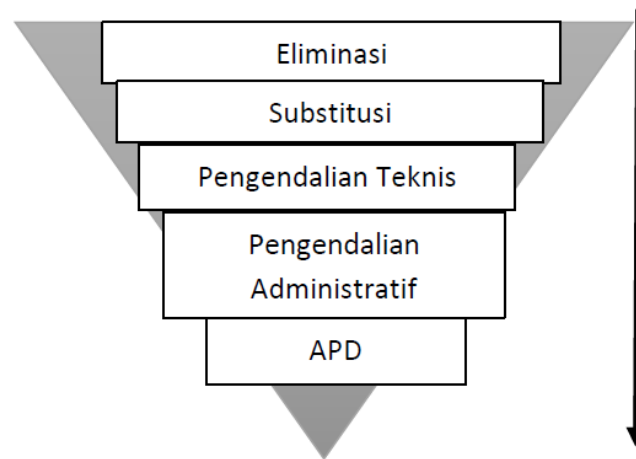 Eliminasi
Substitusi
Pengendalian Teknis
Pengendalian
Administratif
APD